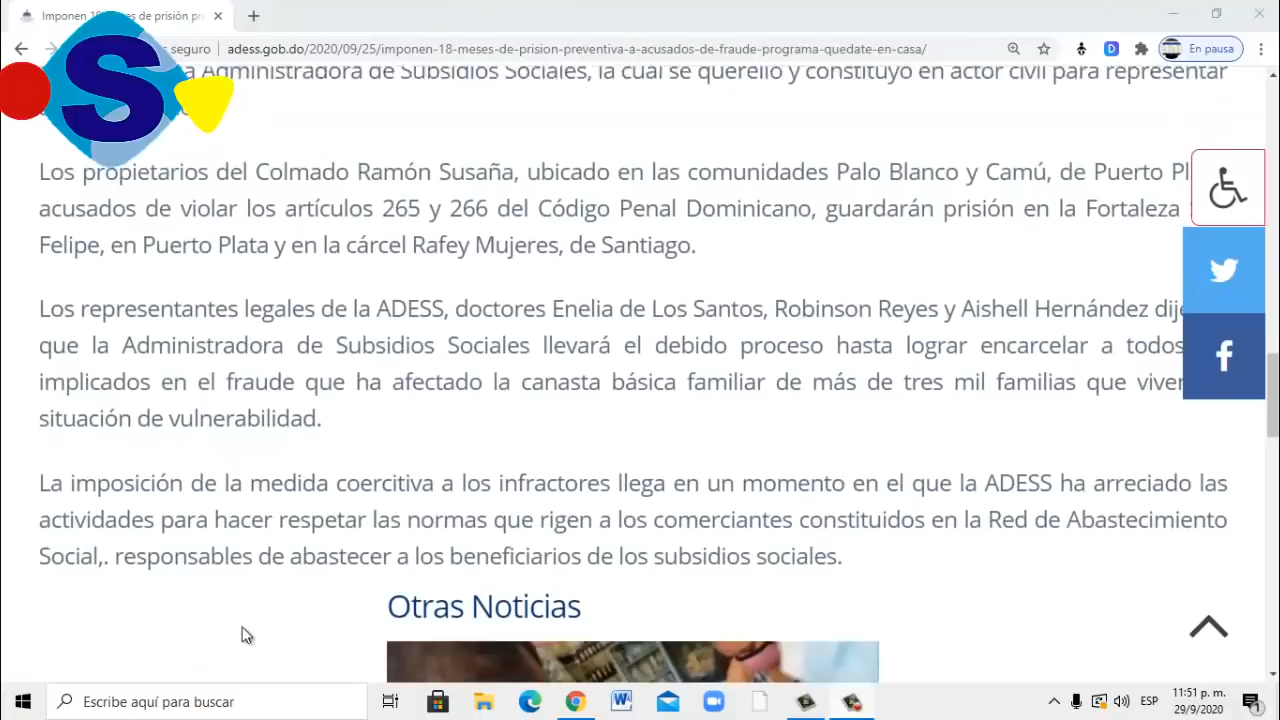 Imponen 18 meses de prisión pr
seguro adess.gob.do/2020/09/25/imponen-18-meses-de-prision-preventiva-a-acusados-de-fraude-programa-quedate-en-casa/
En pausa
S
a Administradora de Subsidios Sociales, la cual se querelló y constituyó en actor civil para representar
Los propietarios del Colmado Ramón Susaña, ubicado en las comunidades Palo Blanco y Camú, de Puerto Pl
acusados de violar los artículos 265 y 266 del Código Penal Dominicano, guardarán prisión en la Fortaleza
Felipe, en Puerto Plata y en la cárcel Rafey Mujeres, de Santiago.
Los representantes legales de la ADESS, doctores Enelia de Los Santos, Robinson Reyes y Aishell Hernández dij
que la Administradora de Subsidios Sociales llevará el debido proceso hasta lograr encarcelar a todos
implicados en el fraude que ha afectado la canasta básica familiar de más de tres mil familias que viver
situación de vulnerabilidad.
La imposición de la medida coercitiva a los infractores llega en un momento en el que la ADESS ha arreciado las
actividades para hacer respetar las normas que rigen a los comerciantes constituidos en la Red de Abastecimiento
Social,. responsables de abastecer a los beneficiarios de los subsidios sociales.
Otras Noticias
Escribe aquí para buscar
ESP
11:51 p. m.
29/9/2020